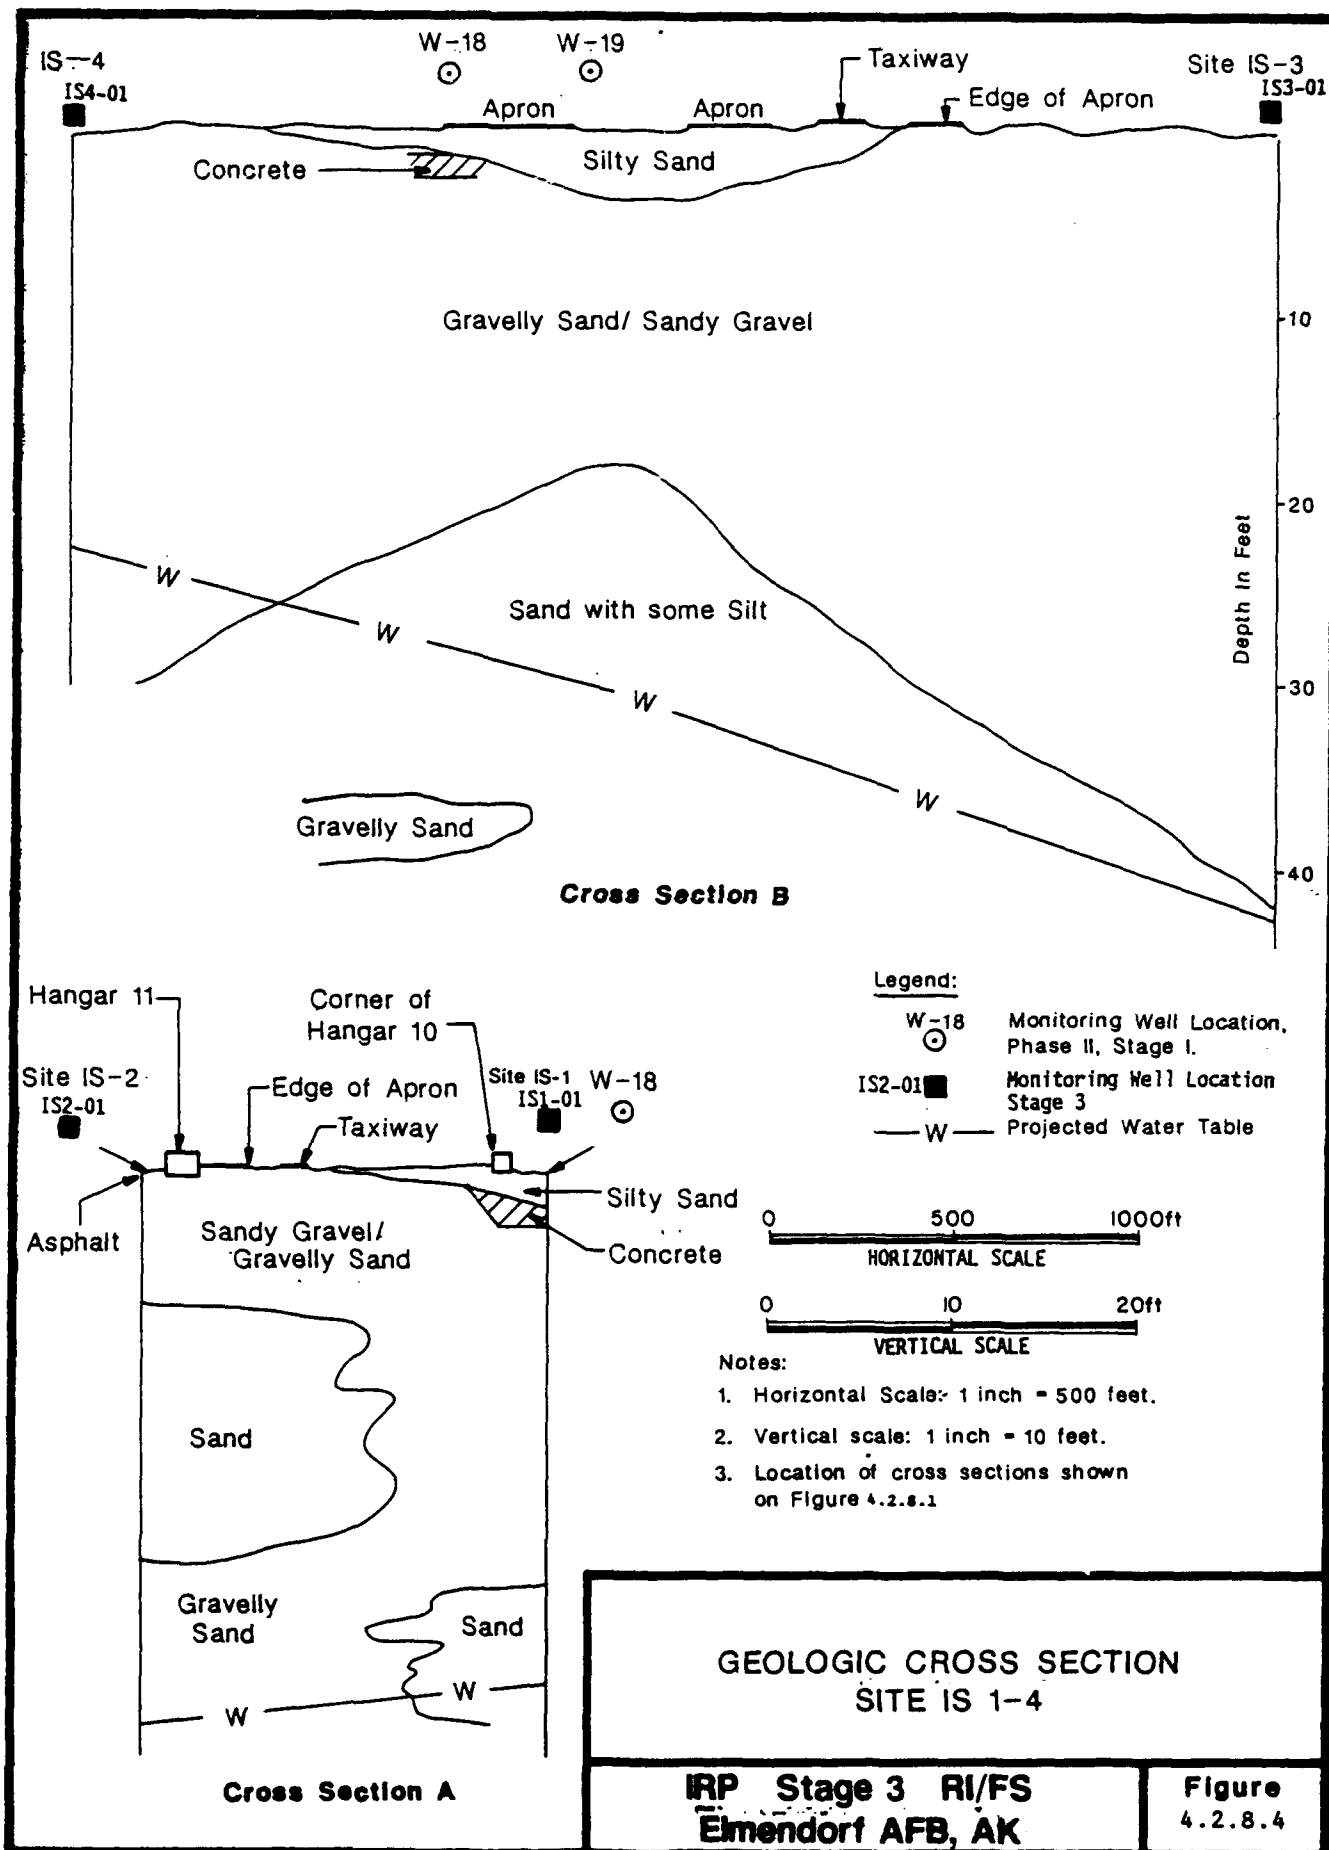 W-18
W-19
IS-4
IS4-01
Taxiway
Site IS-3
IS3-01
Apron
Apron
Edge of Apron
Concrete
Silty Sand
Gravelly Sand/ Sandy Gravel
10
20
Depth In Feet
W
Sand with some Silt
W
30
W
W
Gravelly Sand
40
Cross Section B
Hangar 11
Corner of
Hangar 10
Legend:
W-18
Monitoring Well Location,
Phase II, Stage I.
IS2-01
Monitoring Well Location
Stage 3
W
Projected Water Table
Site IS-2
IS2-01
Edge of Apron
Taxiway
Site IS-1
IS1-01
W-18
Asphalt
Silty Sand
Concrete
Sandy Gravel/
Gravelly Sand
0 500 1000ft
HORIZONTAL SCALE
0 10 20ft
VERTICAL SCALE
Notes:
1. Horizontal Scale: 1 inch = 500 feet.
2. Vertical scale: 1 inch = 10 feet.
3. Location of cross sections shown
on Figure 4.2.8.1
Sand
Gravelly
Sand
Sand
W
W
Cross Section A
GEOLOGIC CROSS SECTION
SITE IS 1-4
IRP Stage 3 RI/FS
Elmendorf AFB, AK
Figure
4.2.8.4